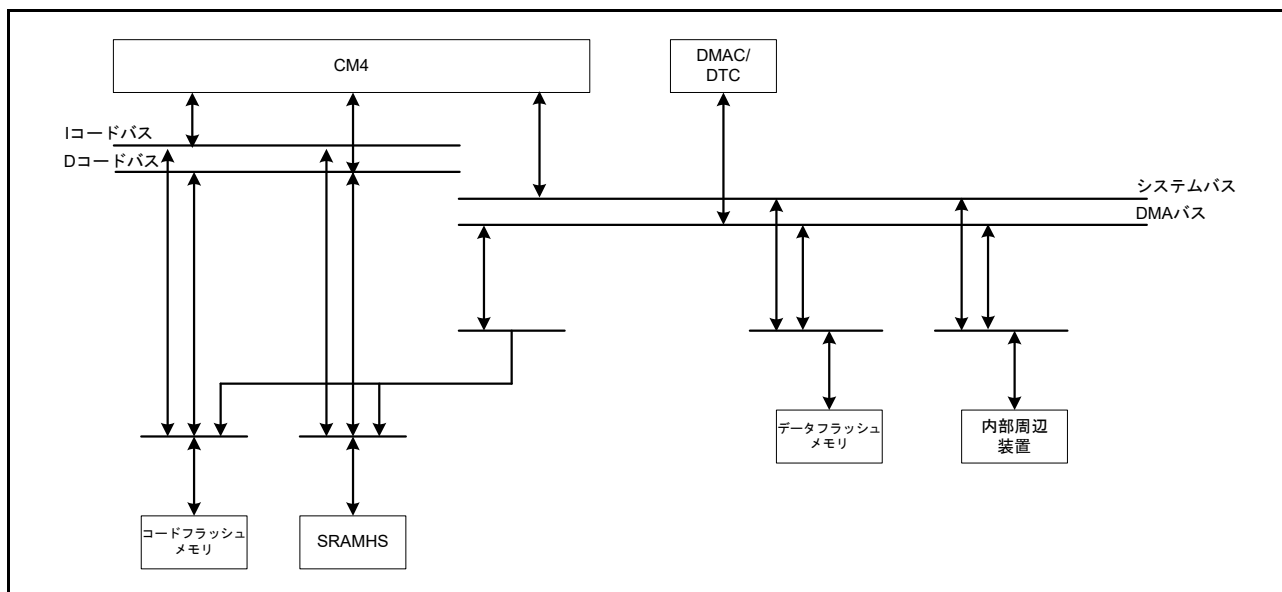 CM4
DMAC/
DTC
Iコードバス
Dコードバス
システムバス
DMAバス
データフラッシュ
メモリ
内部周辺
装置
コードフラッシュ
メモリ
SRAMHS